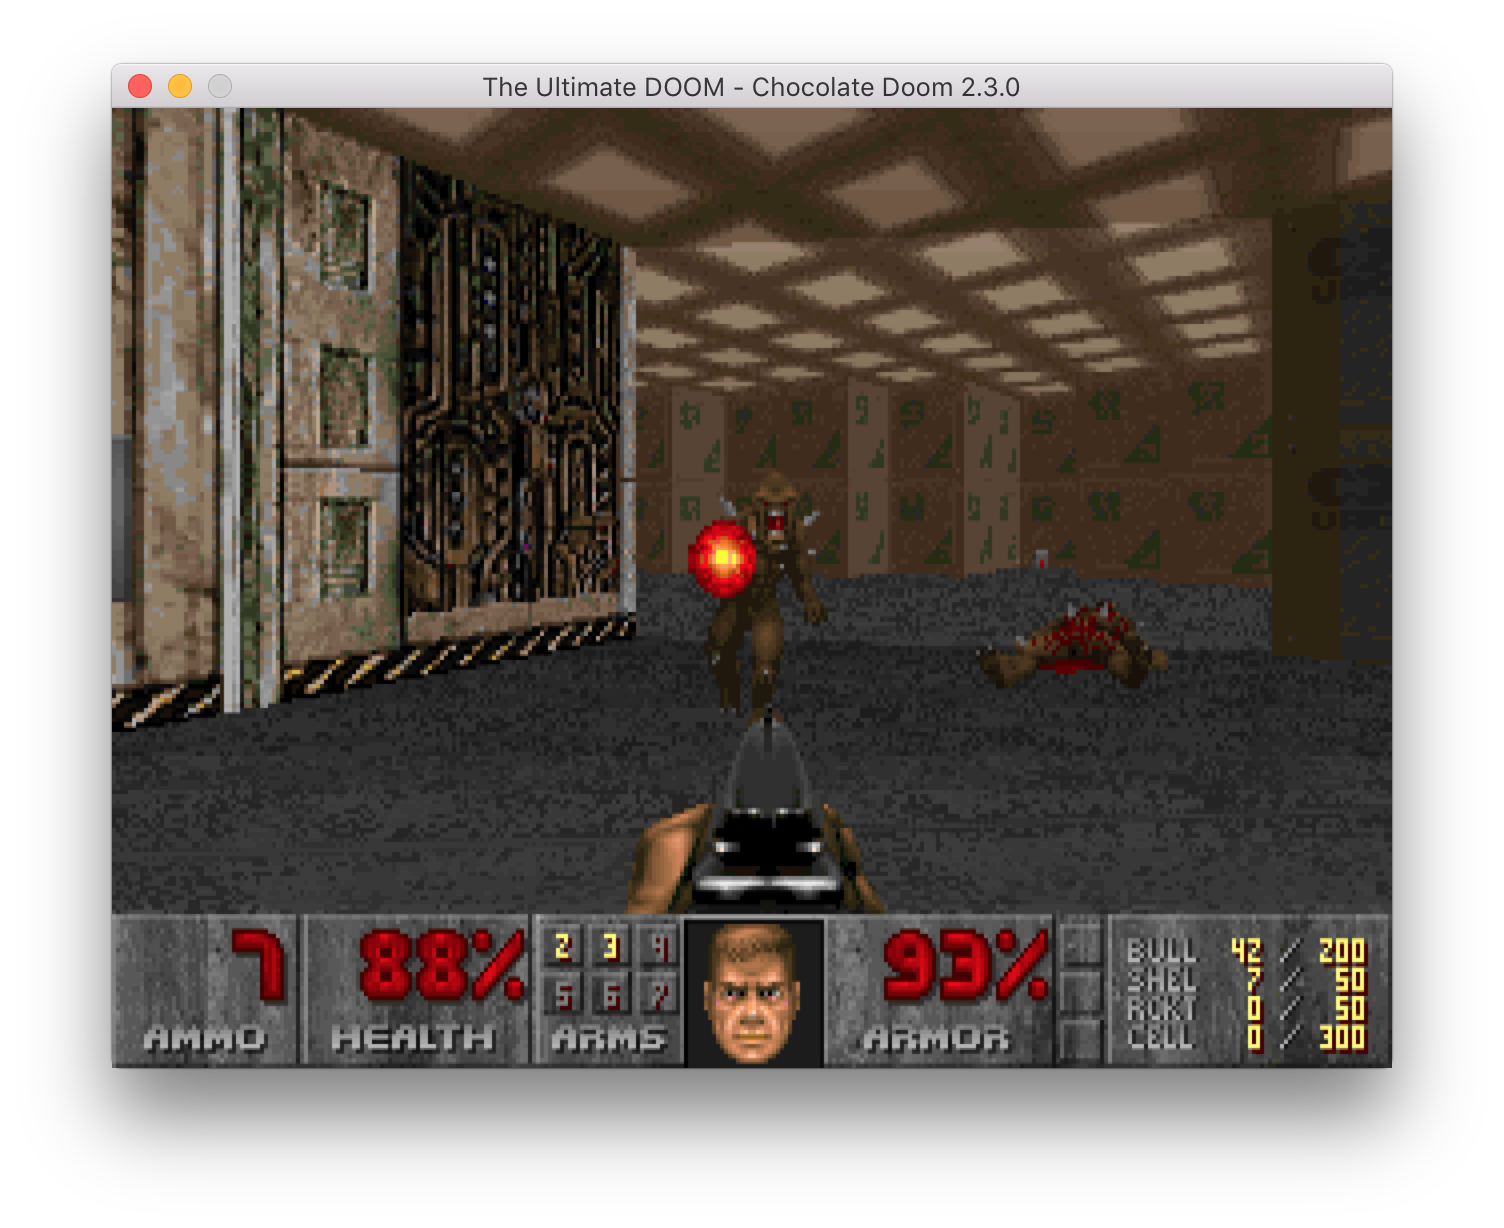 The Ultimate DOOM - Chocolate Doom 2.3.0
7 88% 2 3 4 93%
5 6 7
AMMO HEALTH ARMS ARMOR
BULL 42 / 200
SHEL 7 / 50
RCKT 0 / 50
CELL 0 / 300